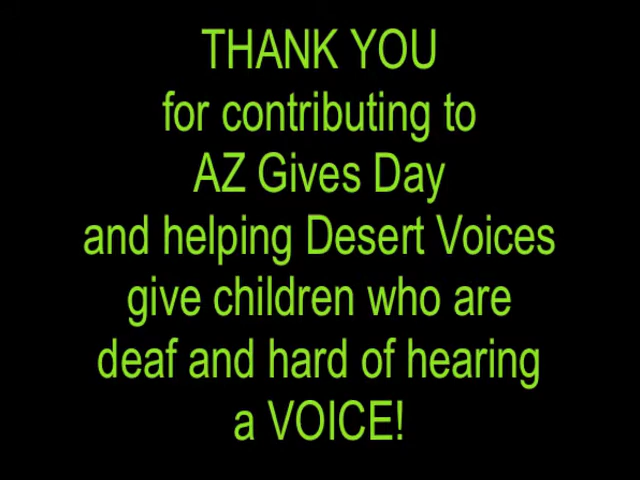 THANK YOU
for contributing to
AZ Gives Day
and helping Desert Voices
give children who are
deaf and hard of hearing
a VOICE!